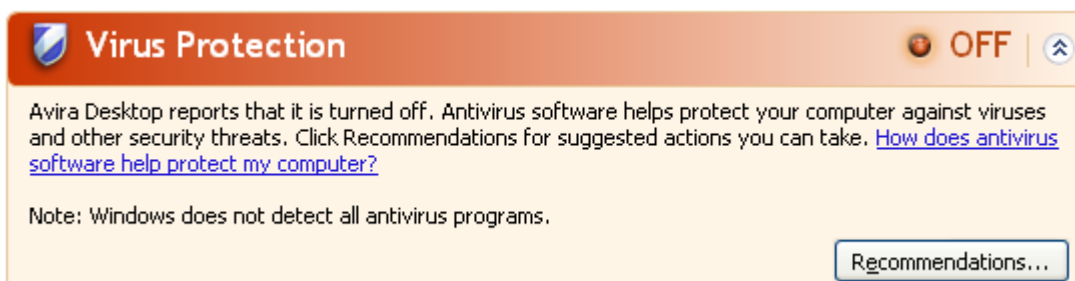 Virus Protection OFF
Avira Desktop reports that it is turned off. Antivirus software helps protect your computer against viruses
and other security threats. Click Recommendations for suggested actions you can take. How does antivirus
software help protect my computer?
Note: Windows does not detect all antivirus programs.
Recommendations...